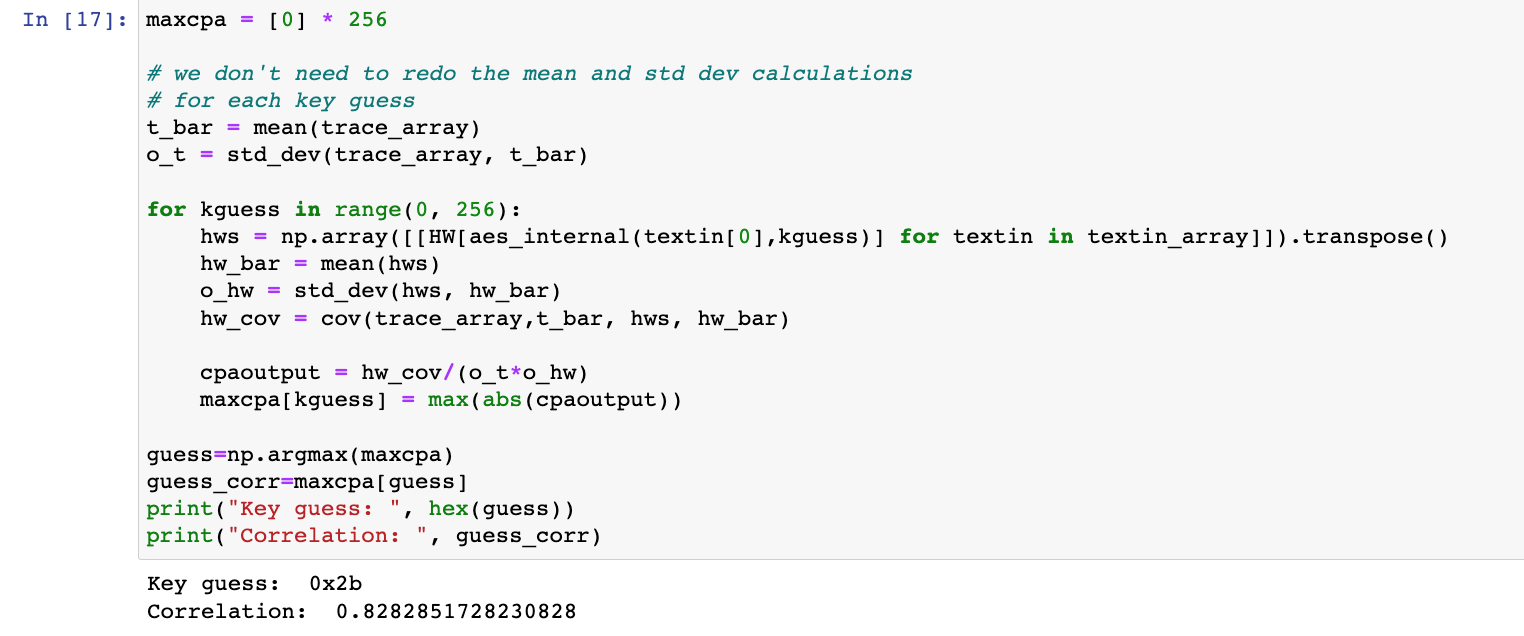 In [17]: maxcpa = [0] * 256

# we don't need to redo the mean and std dev calculations
# for each key guess
t_bar = mean(trace_array)
o_t = std_dev(trace_array, t_bar)

for kguess in range(0, 256):
    hws = np.array([[HW[aes_internal(textin[0],kguess)] for textin in textin_array]]).transpose()
    hw_bar = mean(hws)
    o_hw = std_dev(hws, hw_bar)
    hw_cov = cov(trace_array,t_bar, hws, hw_bar)

    cpaoutput = hw_cov/(o_t*o_hw)
    maxcpa[kguess] = max(abs(cpaoutput))

guess=np.argmax(maxcpa)
guess_corr=maxcpa[guess]
print("Key guess: ", hex(guess))
print("Correlation: ", guess_corr)

Key guess:  0x2b
Correlation:  0.8282851728230828